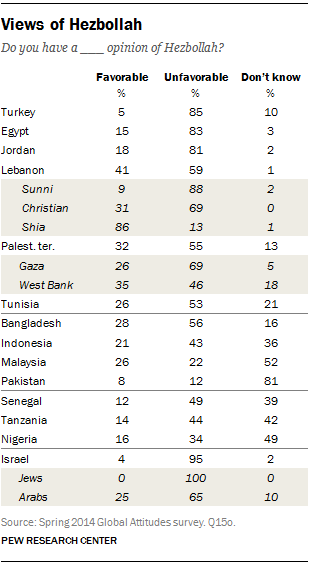 Views of Hezbollah
Do you have a ____ opinion of Hezbollah?
Favorable Unfavorable Don't know
% % %
Turkey 5 85 10
Egypt 15 83 3
Jordan 18 81 2
Lebanon 41 59 1
Sunni 9 88 2
Christian 31 69 0
Shia 86 13 1
Palest. ter. 32 55 13
Gaza 26 69 5
West Bank 35 46 18
Tunisia 26 53 21
Bangladesh 28 56 16
Indonesia 21 43 36
Malaysia 26 22 52
Pakistan 8 12 81
Senegal 12 49 39
Tanzania 14 44 42
Nigeria 16 34 49
Israel 4 95 2
Jews 0 100 0
Arabs 25 65 10
Source: Spring 2014 Global Attitudes survey. Q15o.
PEW RESEARCH CENTER